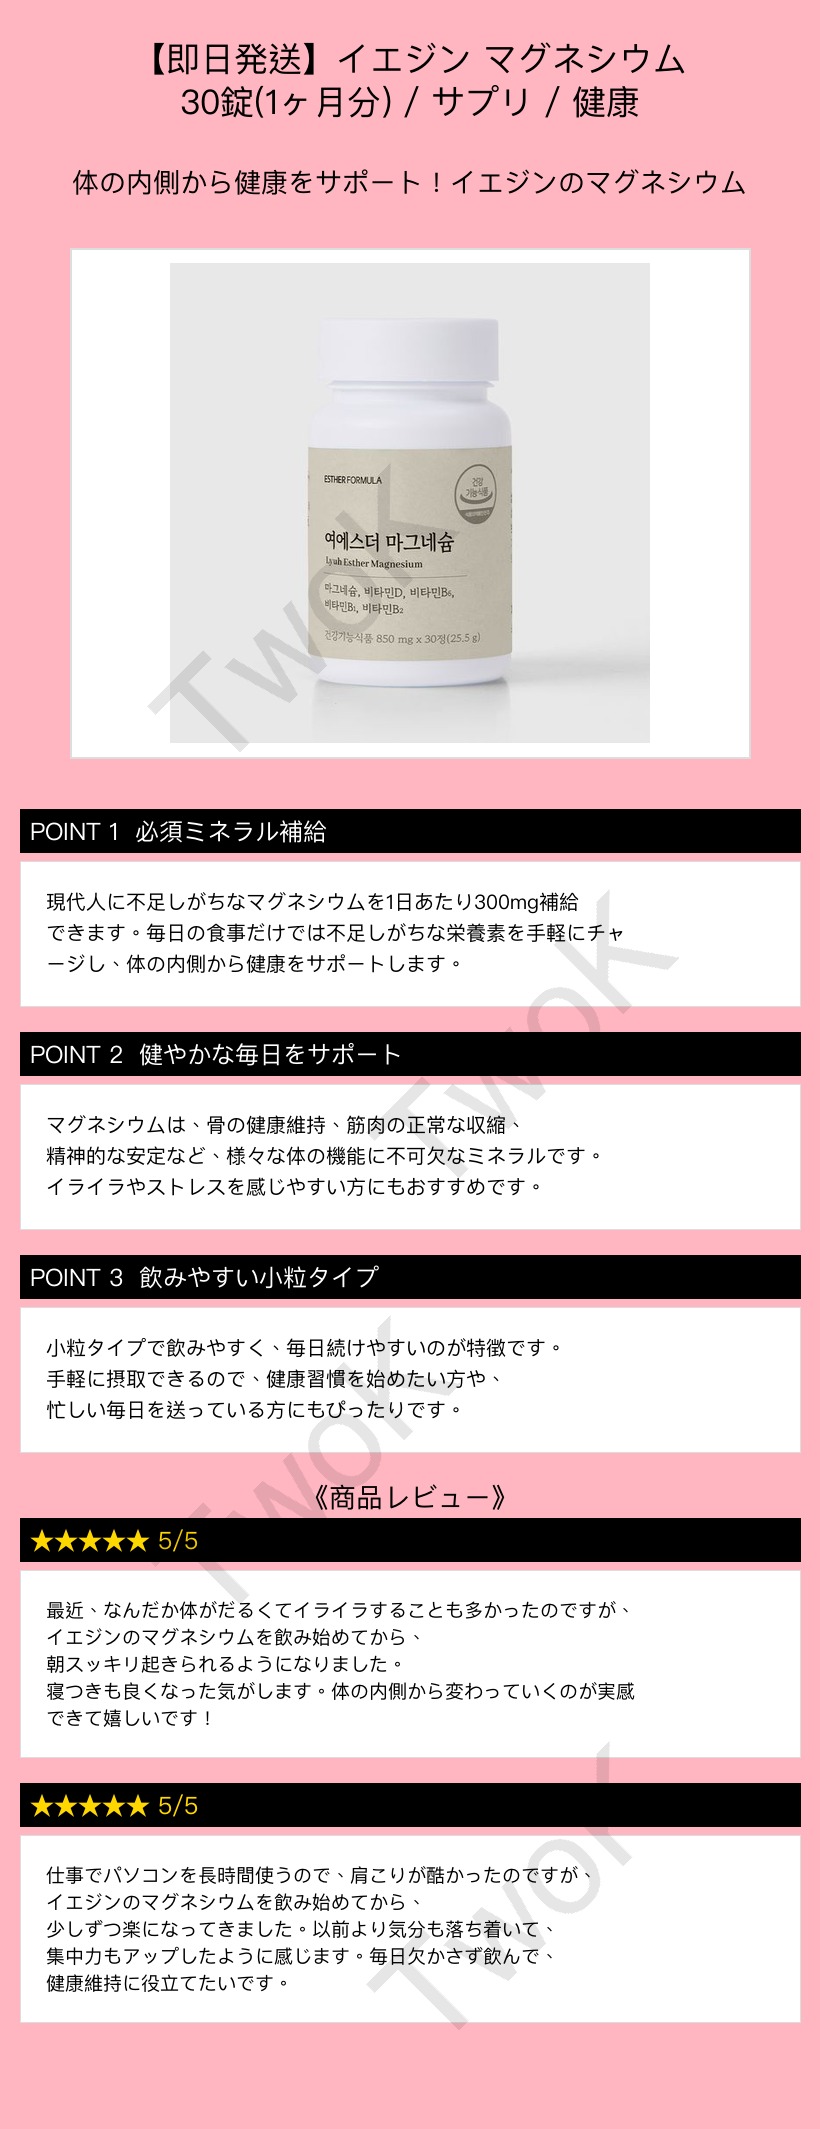 【即日発送】イエジン マグネシウム
30錠(1ヶ月分) / サプリ / 健康
体の内側から健康をサポート！イエジンのマグネシウム
ESTHER FORMULA
건강
기능식품
여에스더 마그네슘
Lyuh Esther Magnesium
마그네슘, 비타민D, 비타민B₆,
비타민B₁, 비타민B₂
건강기능식품 850 mg x 30정(25.5 g)
TwoK
POINT 1 必須ミネラル補給
現代人に不足しがちなマグネシウムを1日あたり300mg補給
できます。毎日の食事だけでは不足しがちな栄養素を手軽にチャ
ージし、体の内側から健康をサポートします。
TwoK
POINT 2 健やかな毎日をサポート
マグネシウムは、骨の健康維持、筋肉の正常な収縮、
精神的な安定など、様々な体の機能に不可欠なミネラルです。
イライラやストレスを感じやすい方にもおすすめです。
POINT 3 飲みやすい小粒タイプ
小粒タイプで飲みやすく、毎日続けやすいのが特徴です。
手軽に摂取できるので、健康習慣を始めたい方や、
忙しい毎日を送っている方にもぴったりです。
TwoK
《商品レビュー》
★★★★★ 5/5
最近、なんだか体がだるくてイライラすることも多かったのですが、
イエジンのマグネシウムを飲み始めてから、
朝スッキリ起きられるようになりました。
寝つきも良くなった気がします。体の内側から変わっていくのが実感
できて嬉しいです！
★★★★★ 5/5
仕事でパソコンを長時間使うので、肩こりが酷かったのですが、
イエジンのマグネシウムを飲み始めてから、
少しずつ楽になってきました。以前より気分も落ち着いて、
集中力もアップしたように感じます。毎日欠かさず飲んで、
健康維持に役立てたいです。
TwoK